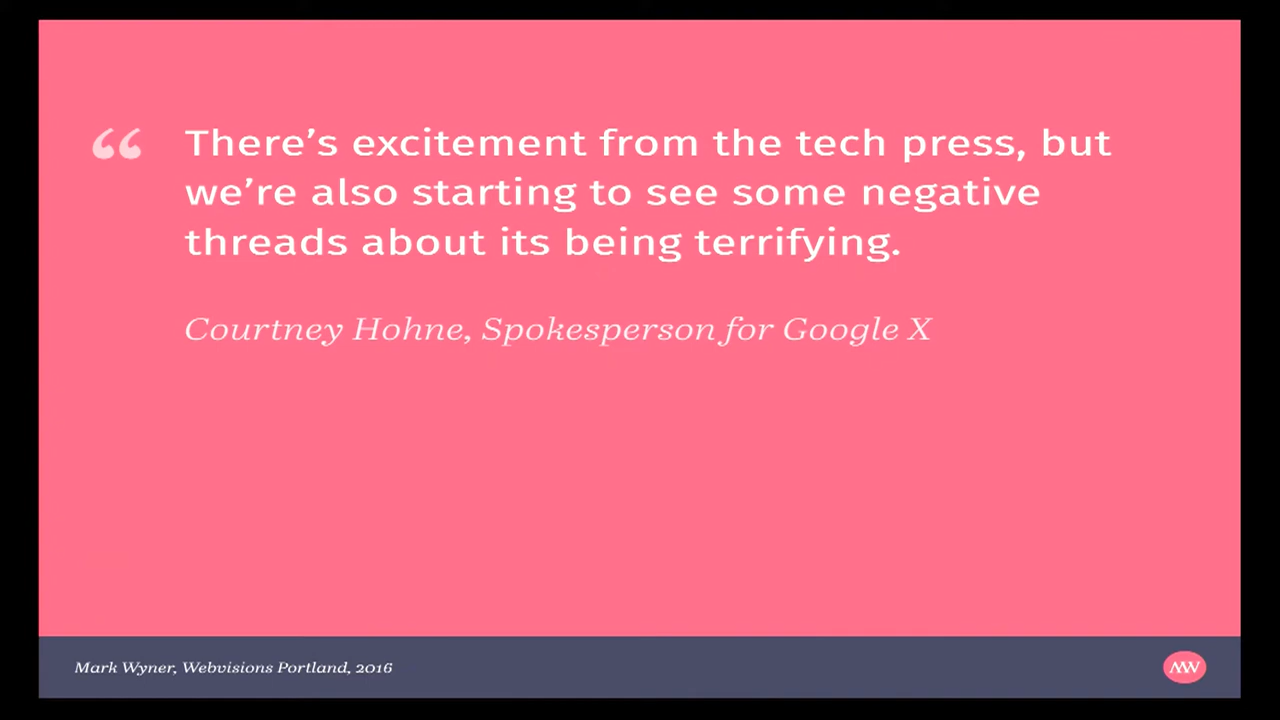 “ There’s excitement from the tech press, but
we’re also starting to see some negative
threads about its being terrifying.
Courtney Hohne, Spokesperson for Google X
Mark Wyner, Webvisions Portland, 2016
MW